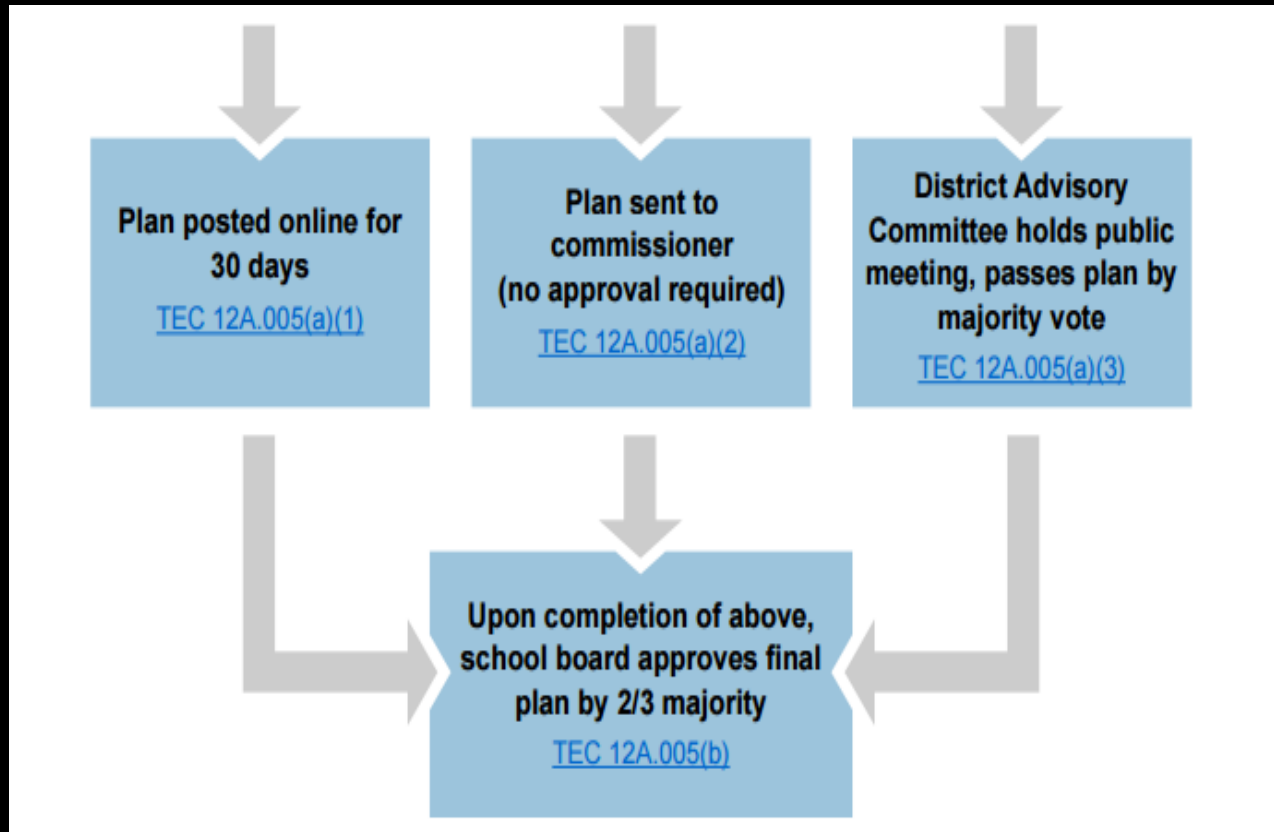 Plan posted online for
30 days
TEC 12A.005(a)(1)
Plan sent to
commissioner
(no approval required)
TEC 12A.005(a)(2)
District Advisory
Committee holds public
meeting, passes plan by
majority vote
TEC 12A.005(a)(3)
Upon completion of above,
school board approves final
plan by 2/3 majority
TEC 12A.005(b)